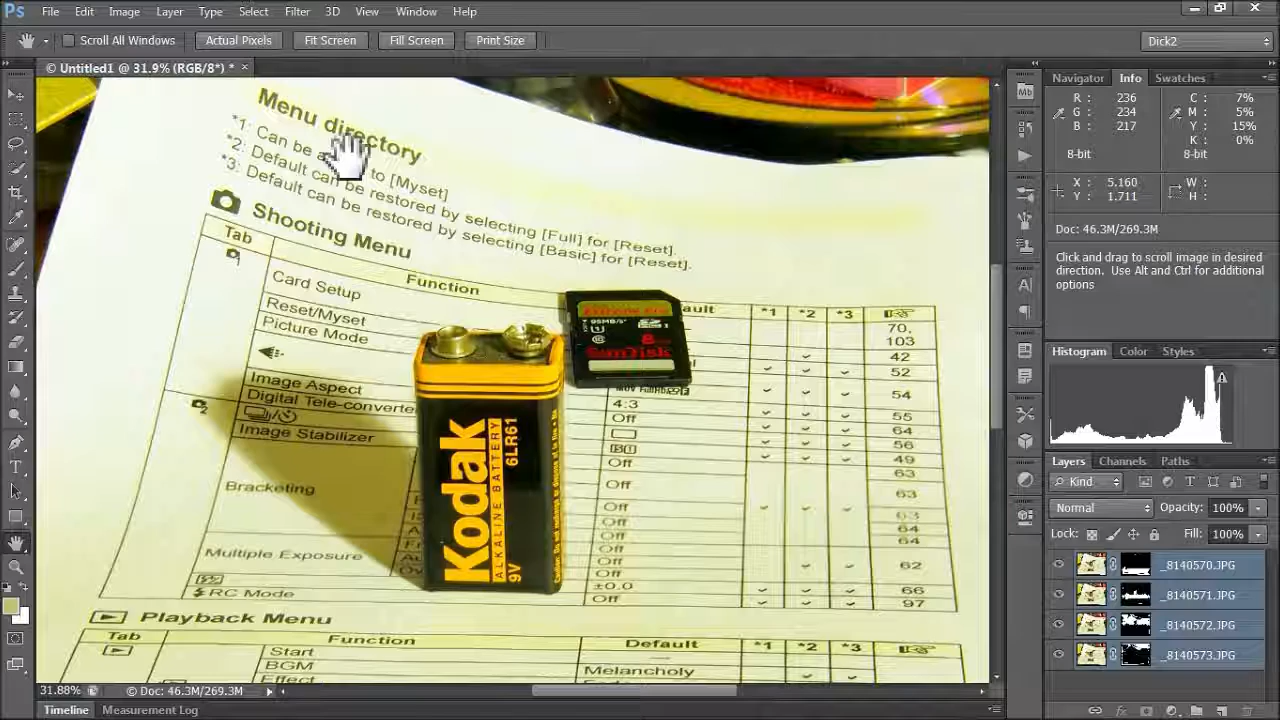 Ps File Edit Image Layer Type Select Filter 3D View Window Help
Scroll All Windows Actual Pixels Fit Screen Fill Screen Print Size Dick2
© Untitled1 @ 31.9% (RGB/8*) * ×
Navigator Info Swatches
R: 236 C: 7%
G: 234 M: 5%
B: 217 Y: 15%
K: 0%
8-bit 8-bit
X: 5.160 W:
Y: 1.711 H:
Doc: 46.3M/269.3M
Click and drag to scroll image in desired
direction. Use Alt and Ctrl for additional
options
Histogram Color Styles
Layers Channels Paths
Kind
Normal Opacity: 100%
Lock: Fill: 100%
_8140570.JPG
_8140571.JPG
_8140572.JPG
_8140573.JPG
Menu directory
*1: Can be to [Myset]
*2: Default can be restored by selecting [Full] for [Reset].
*3: Default can be restored by selecting [Basic] for [Reset].
Shooting Menu
Tab Function *1 *2 *3
Card Setup
Reset/Myset 70, 103
Picture Mode 42
52
54
Image Aspect 4:3 55
Digital Tele-converter Off 64
56
Image Stabilizer 49
Off 63
Bracketing Off 63
Off 63
Off 64
Off 64
Multiple Exposure Off 62
Off
±0.0 66
RC Mode Off 97
SanDisk
95MB/s
8
Kodak
ALKALINE BATTERY
9V
6LR61
Playback Menu
Tab Function Default *1 *2 *3
Start
BGM Melancholy
Effect
31.88% © Doc: 46.3M/269.3M
Timeline Measurement Log